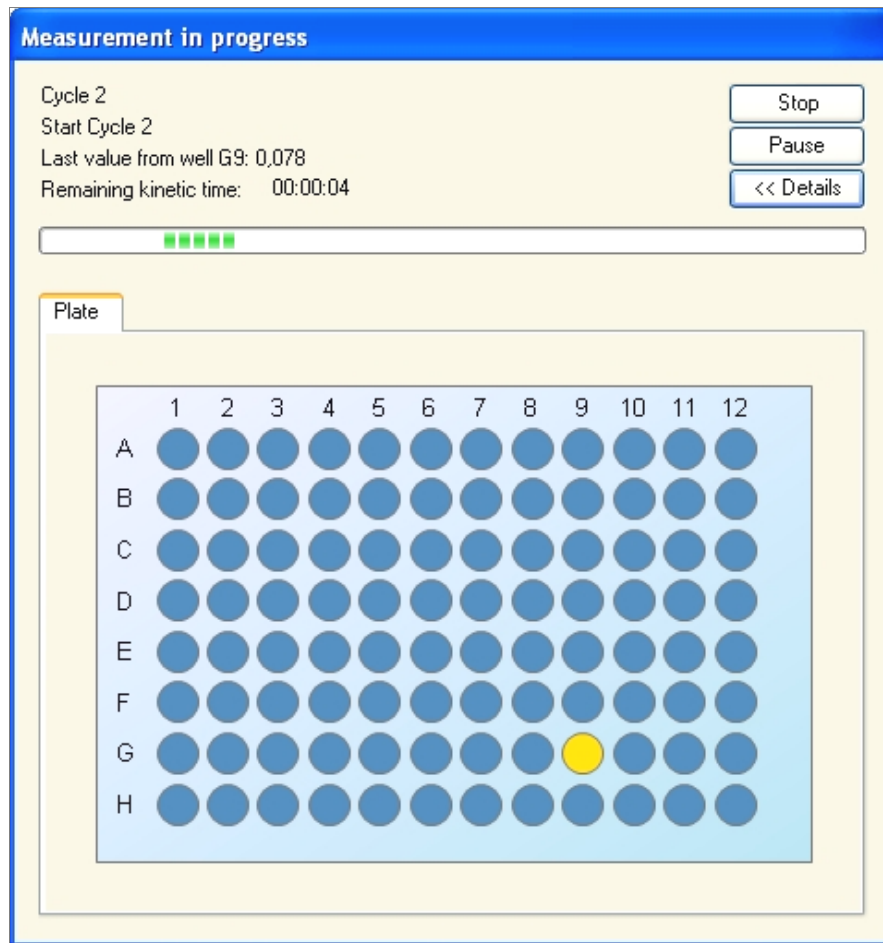 Measurement in progress
Cycle 2
Start Cycle 2
Last value from well G9: 0,078
Remaining kinetic time: 00:00:04
Stop
Pause
<< Details
Plate
1 2 3 4 5 6 7 8 9 10 11 12
A
B
C
D
E
F
G
H